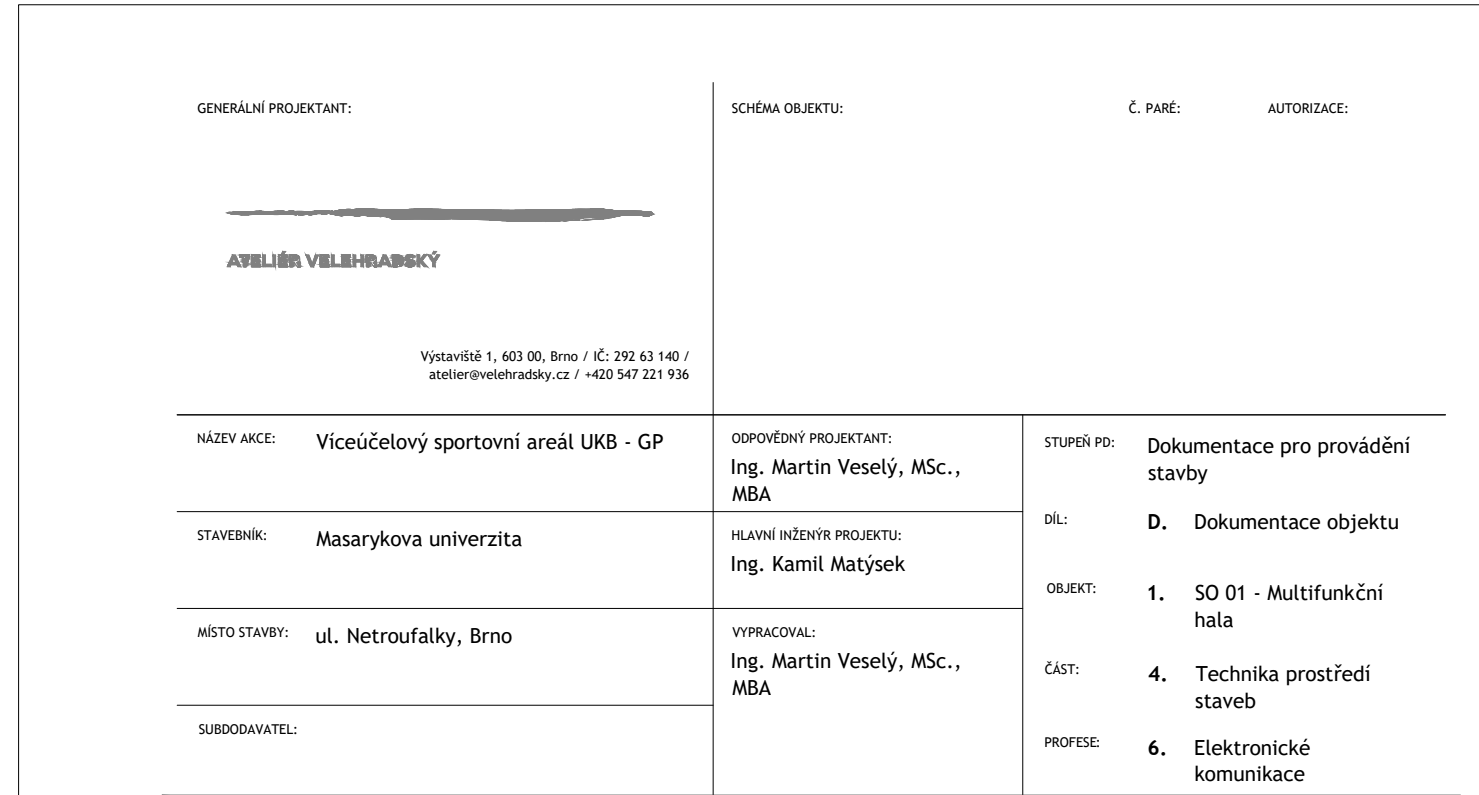 GENERÁLNÍ PROJEKTANT:
ATELIÉR VELEHRADSKÝ
Výstaviště 1, 603 00, Brno / IČ: 292 63 140 /
atelier@velehradsky.cz / +420 547 221 936
SCHÉMA OBJEKTU:
Č. PARÉ:
AUTORIZACE:
NÁZEV AKCE:
Víceúčelový sportovní areál UKB - GP
STAVEBNÍK:
Masarykova univerzita
MÍSTO STAVBY:
ul. Netroufalky, Brno
SUBDODAVATEL:
ODPOVĚDNÝ PROJEKTANT:
Ing. Martin Veselý, MSc.,
MBA
HLAVNÍ INŽENÝR PROJEKTU:
Ing. Kamil Matýsek
VYPRACOVAL:
Ing. Martin Veselý, MSc.,
MBA
STUPEŇ PD:
Dokumentace pro provádění
stavby
DÍL:
D. Dokumentace objektu
OBJEKT:
1. SO 01 - Multifunkční
hala
ČÁST:
4. Technika prostředí
staveb
PROFESE:
6. Elektronické
komunikace